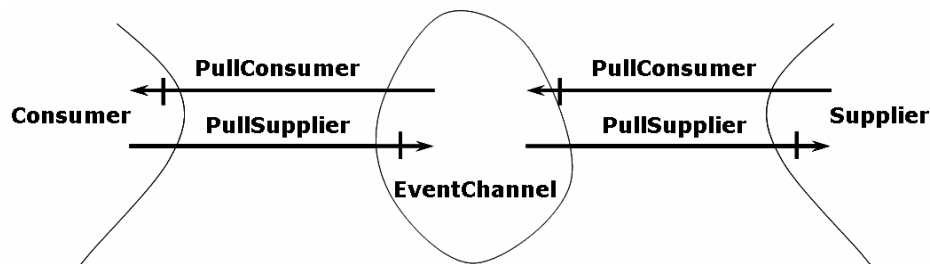 PullConsumer
PullConsumer
Consumer
Supplier
PullSupplier
PullSupplier
EventChannel